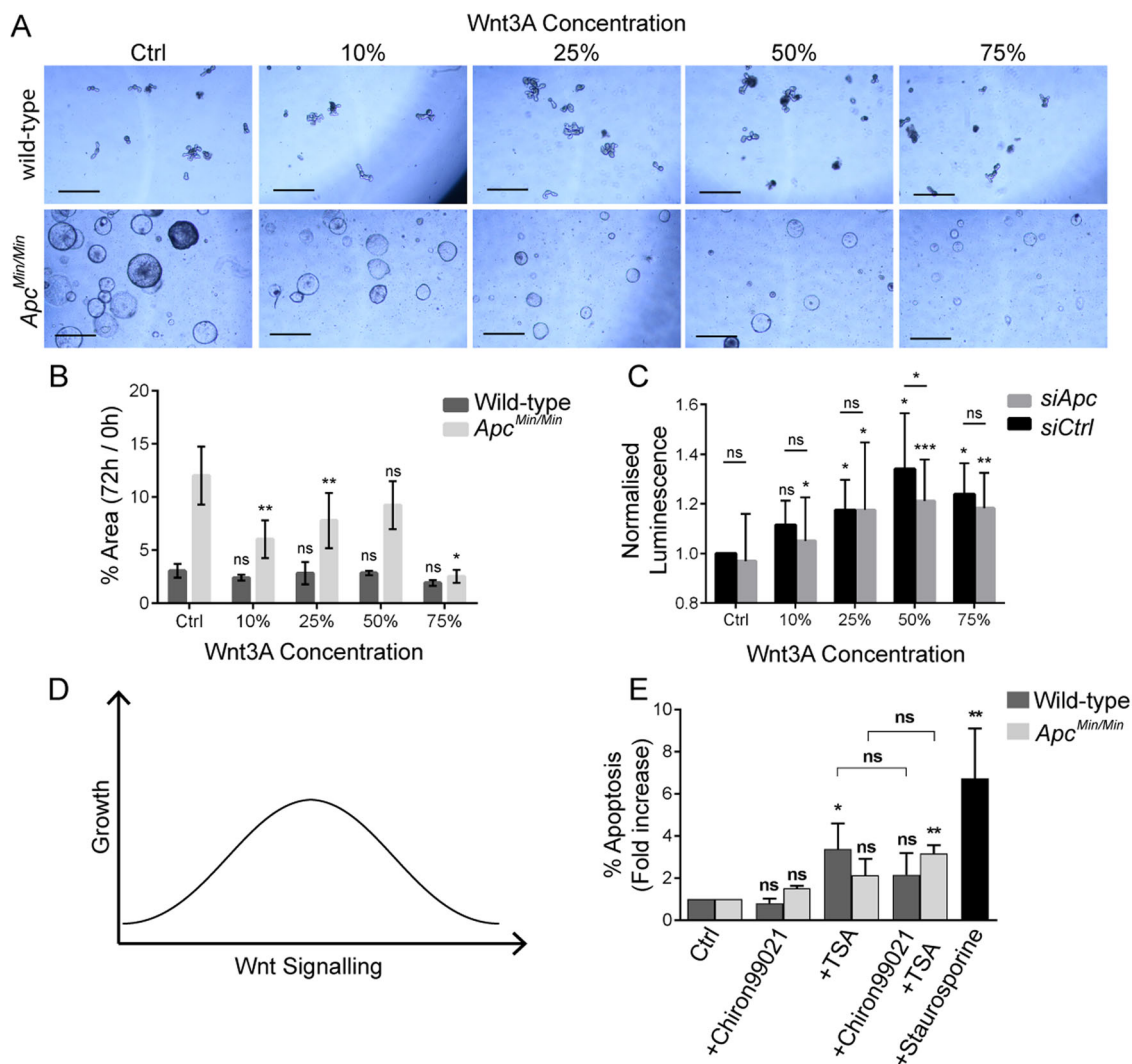 A
Wnt3A Concentration
Ctrl 10% 25% 50% 75%
wild-type
Apc Min/Min
B
% Area (72h / 0h)
20
15
10
5
0
Wild-type
Apc Min/Min
ns ** ns ** ns ns ns *
Ctrl 10% 25% 50% 75%
Wnt3A Concentration
C
Normalised
Luminescence
1.6
1.4
1.2
1.0
0.8
siApc
siCtrl
ns ns ns * ns
ns * * * * *** * **
Ctrl 10% 25% 50% 75%
Wnt3A Concentration
D
Growth
Wnt Signalling
E
% Apoptosis
(Fold increase)
10
8
6
4
2
0
Wild-type
Apc Min/Min
ns
ns
ns ns * ns ns ** **
Ctrl
+Chiron99021
+TSA
+Chiron99021
+TSA
+Staurosporine